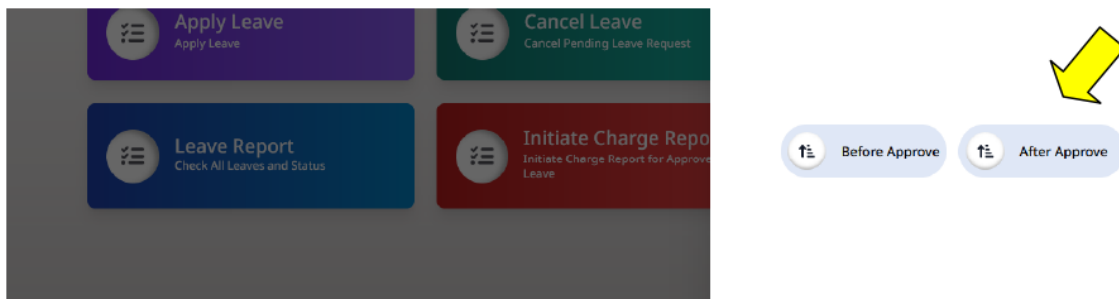 Apply Leave
Apply Leave
Cancel Leave
Cancel Pending Leave Request
Leave Report
Check All Leaves and Status
Initiate Charge Repo
Initiate Charge Report for Approve
Leave
Before Approve
After Approve